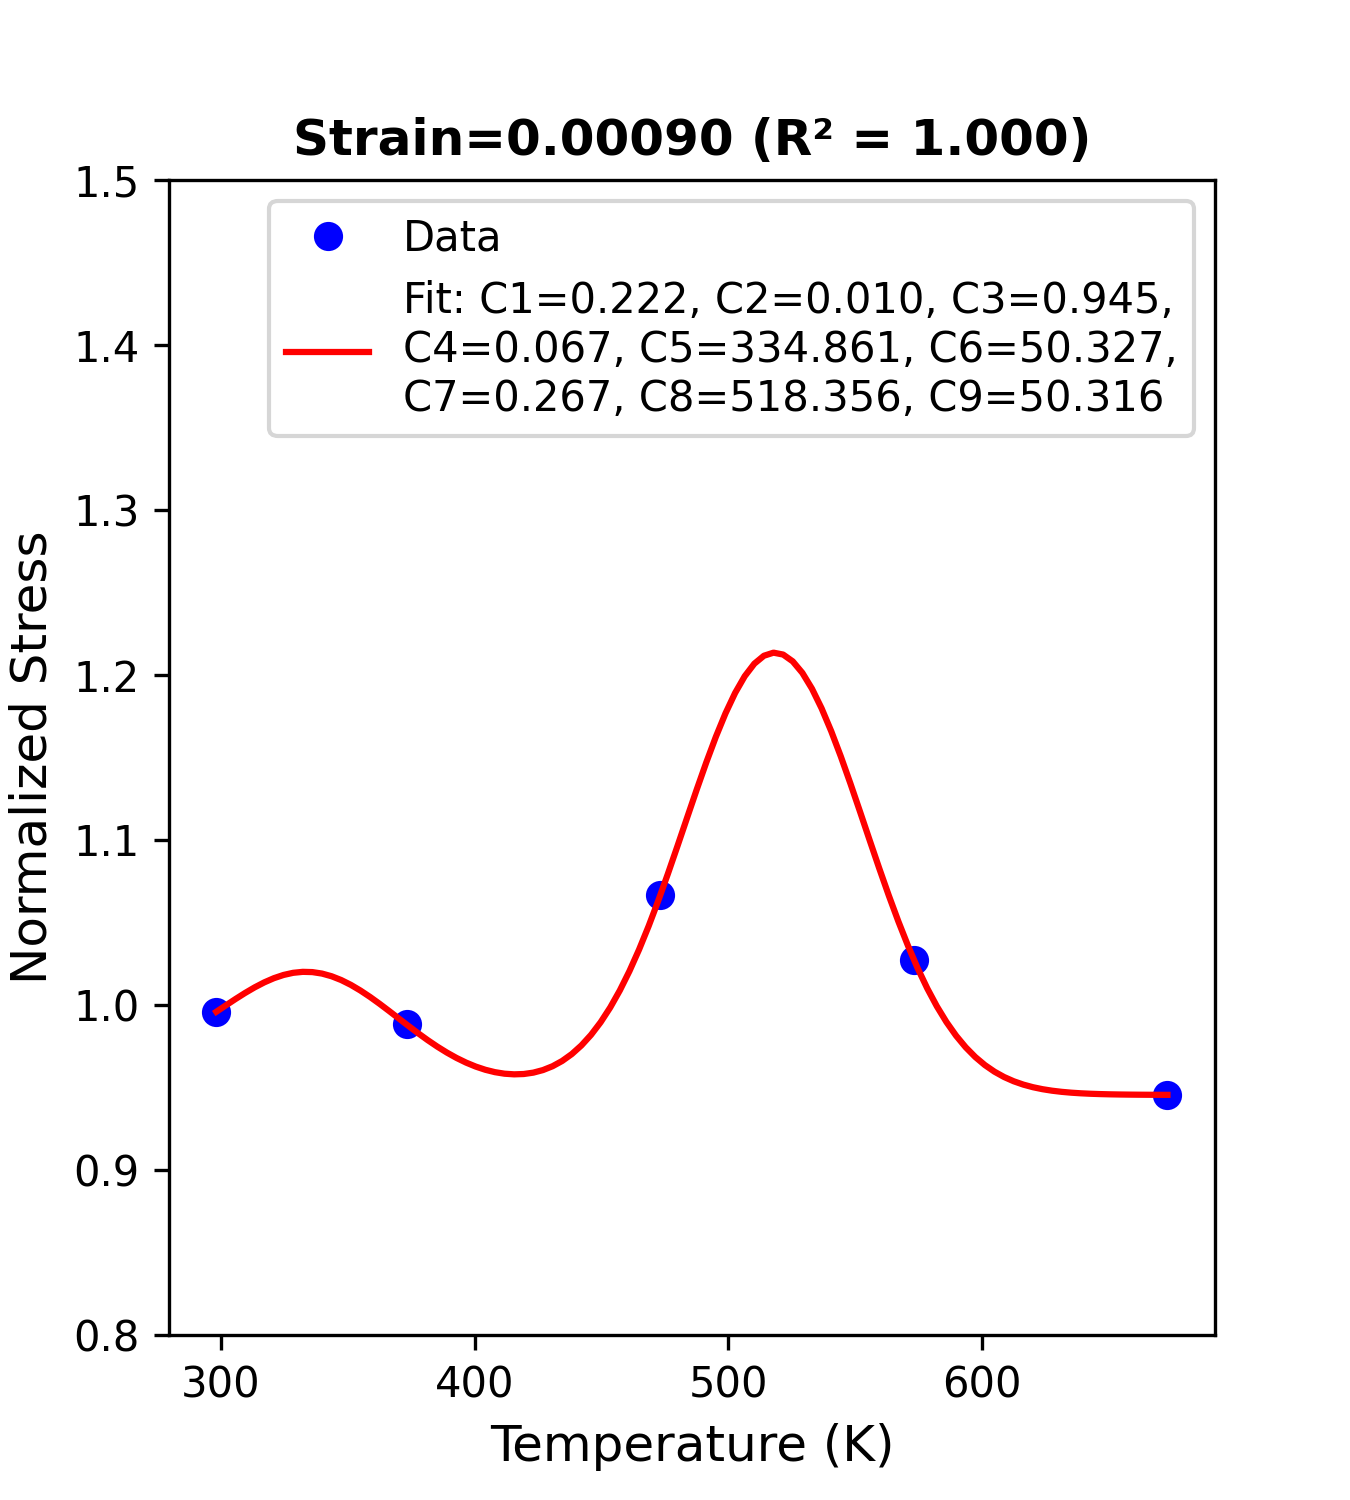 Strain=0.00090 (R² = 1.000)
1.5
1.4
1.3
1.2
1.1
1.0
0.9
0.8
Normalized Stress
Data
Fit: C1=0.222, C2=0.010, C3=0.945,
C4=0.067, C5=334.861, C6=50.327,
C7=0.267, C8=518.356, C9=50.316
300 400 500 600
Temperature (K)